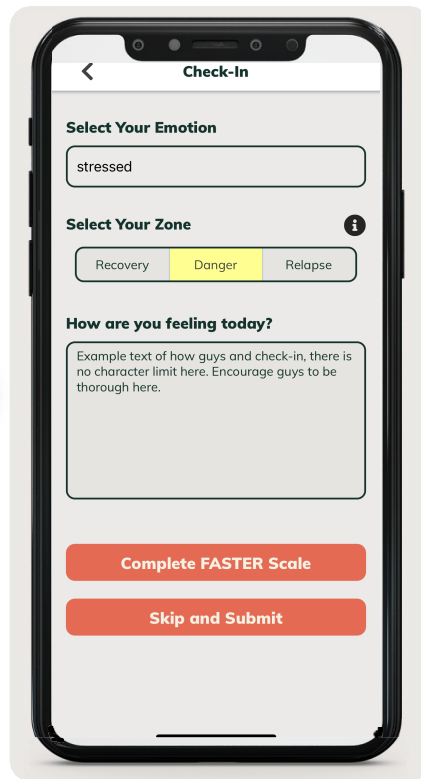 Check-In
Select Your Emotion
stressed
Select Your Zone
Recovery Danger Relapse
How are you feeling today?
Example text of how guys and check-in, there is
no character limit here. Encourage guys to be
thorough here.
Complete FASTER Scale
Skip and Submit